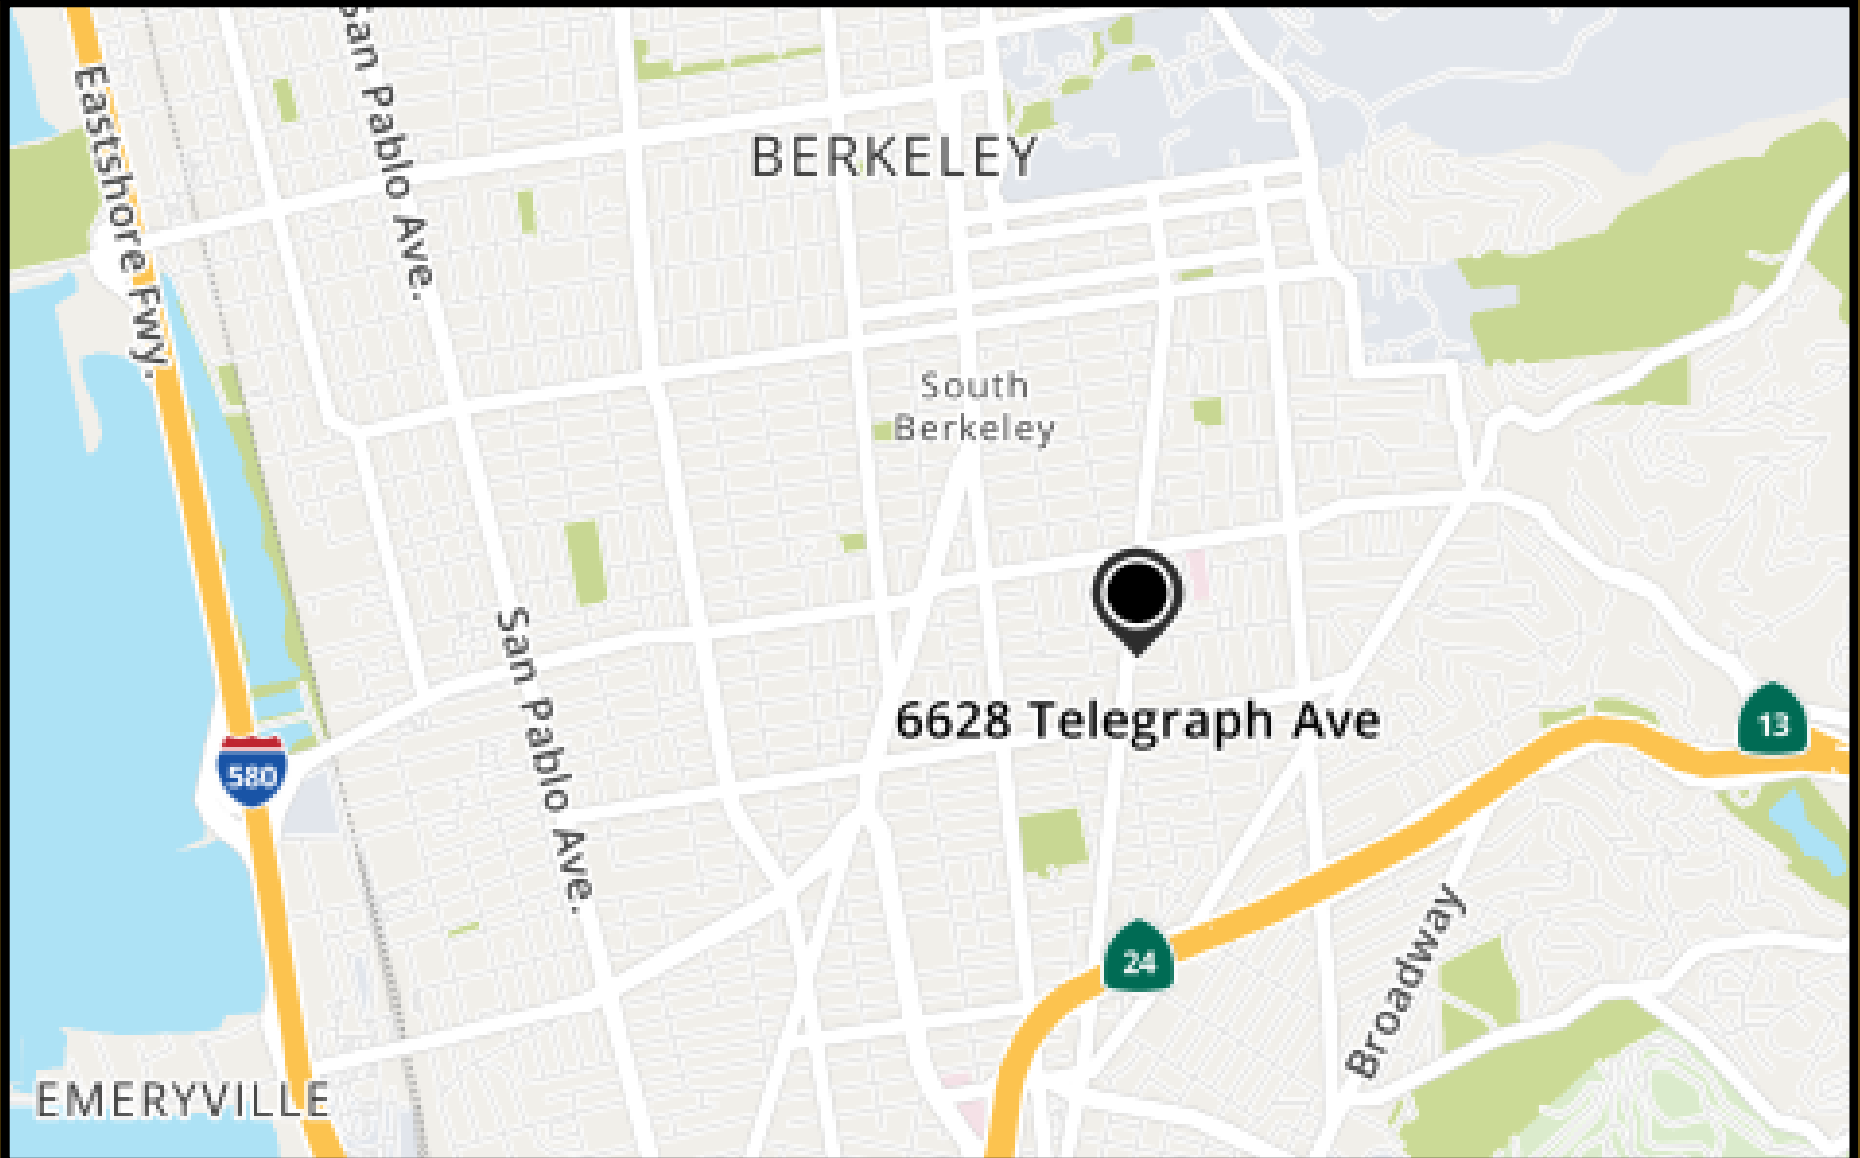 San Pablo Ave.
Eastshore Fwy.
BERKELEY
South
Berkeley
San Pablo Ave.
6628 Telegraph Ave
13
580
24
Broadway
EMERYVILLE